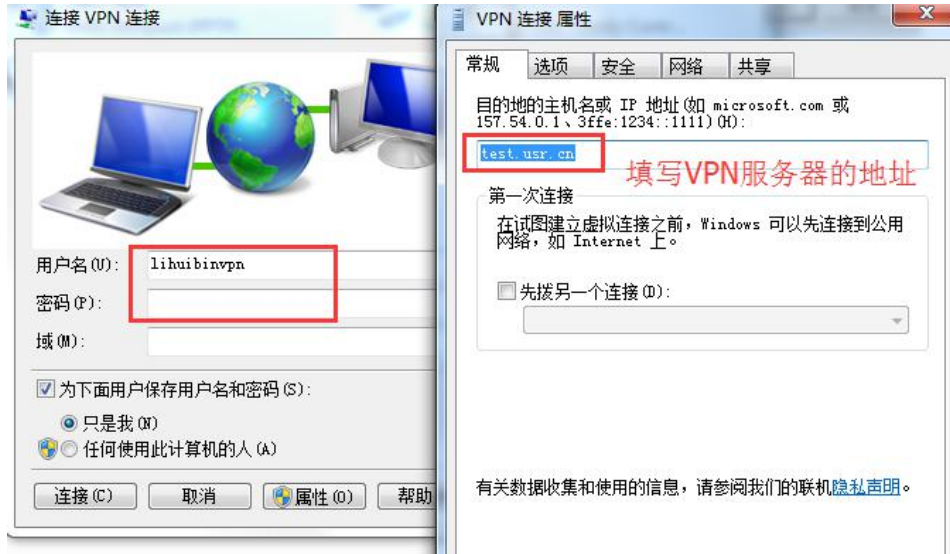 连接 VPN 连接
用户名(U):
lihuibinvpn
密码(P):
域(M):
为下面用户保存用户名和密码(S):
只是我(N)
任何使用此计算机的人(A)
连接(C)
取消
属性(O)
帮助
VPN 连接 属性
常规
选项
安全
网络
共享
目的地的主机名或 IP 地址(如 microsoft.com 或
157.54.0.1、3ffe:1234::1111)(H):
test.usr.cn
填写VPN服务器的地址
第一次连接
在试图建立虚拟连接之前，Windows 可以先连接到公用
网络，如 Internet 上。
先拨另一个连接(D):
有关数据收集和使用的信息，请参阅我们的联机隐私声明。